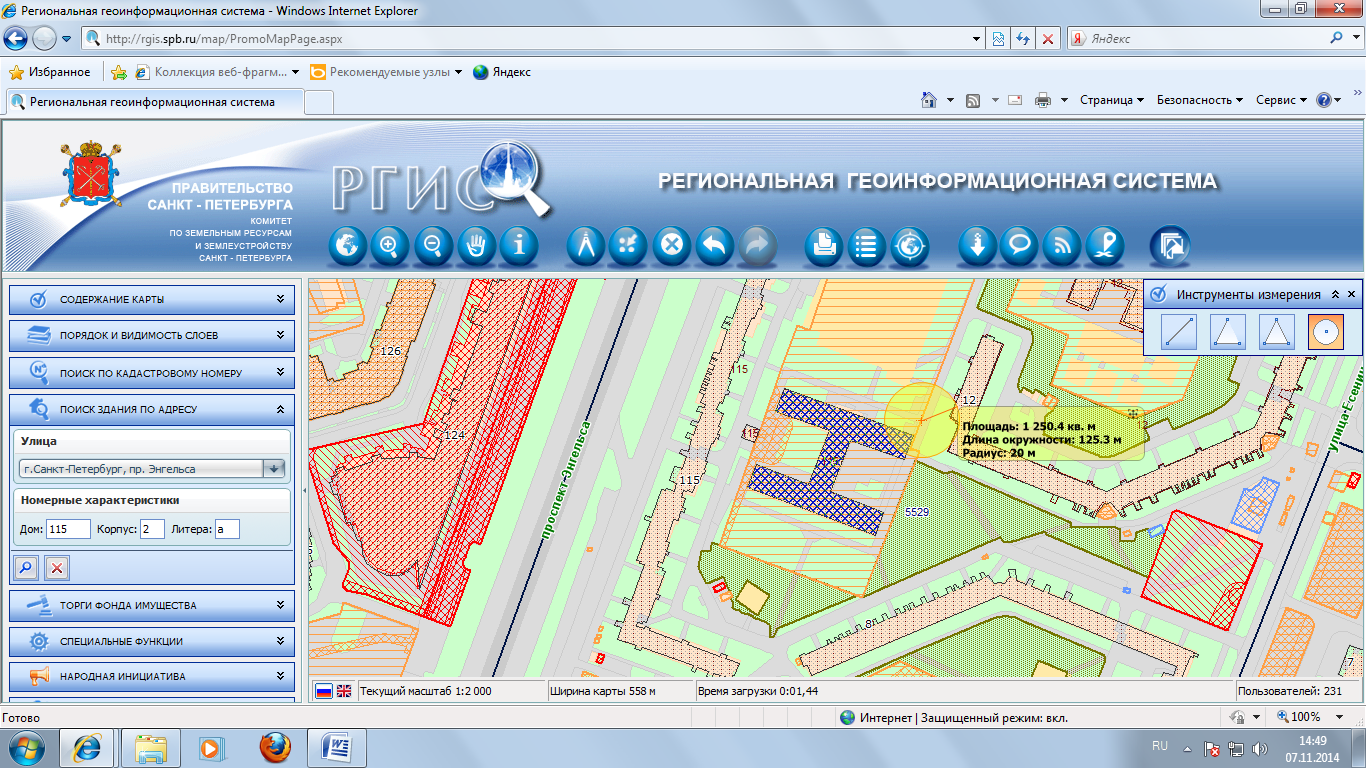 Региональная геоинформационная система - Windows Internet Explorer
http://rgis.spb.ru/map/PromoMapPage.aspx
Яндекс
Избранное
Коллекция веб-фрагм...
Рекомендуемые узлы
Яндекс
Региональная геоинформационная система
Страница
Безопасность
Сервис
ПРАВИТЕЛЬСТВО
САНКТ - ПЕТЕРБУРГА
КОМИТЕТ
ПО ЗЕМЕЛЬНЫМ РЕСУРСАМ
И ЗЕМЛЕУСТРОЙСТВУ
САНКТ - ПЕТЕРБУРГА
РГИС
РЕГИОНАЛЬНАЯ ГЕОИНФОРМАЦИОННАЯ СИСТЕМА
СОДЕРЖАНИЕ КАРТЫ
ПОРЯДОК И ВИДИМОСТЬ СЛОЕВ
ПОИСК ПО КАДАСТРОВОМУ НОМЕРУ
ПОИСК ЗДАНИЯ ПО АДРЕСУ
Улица
г.Санкт-Петербург, пр. Энгельса
Номерные характеристики
Дом: 115 Корпус: 2 Литера: а
ТОРГИ ФОНДА ИМУЩЕСТВА
СПЕЦИАЛЬНЫЕ ФУНКЦИИ
НАРОДНАЯ ИНИЦИАТИВА
Инструменты измерения
126
124
115
115
115
проспект Энгельса
12
12
12
Площадь: 1 250.4 кв. м
Длина окружности: 125.3 м
Радиус: 20 м
5529
8
7
улица Есени
Текущий масштаб 1:2 000
Ширина карты 558 м
Время загрузки 0:01,44
Пользователей: 231
Готово
Интернет | Защищенный режим: вкл.
100%
RU
14:49
07.11.2014